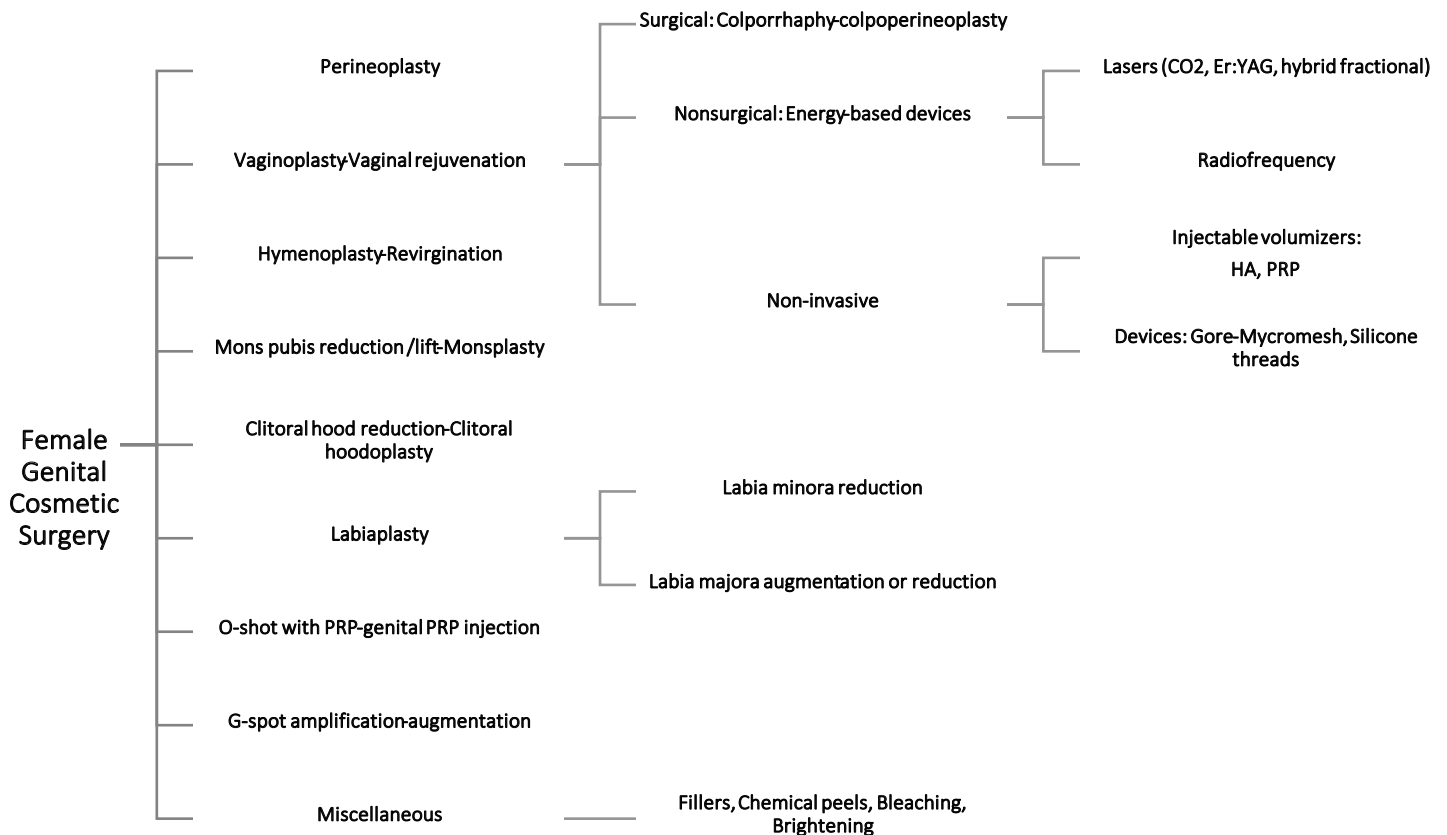 Female
Genital
Cosmetic
Surgery
Perineoplasty
Vaginoplasty-Vaginal rejuvenation
Surgical: Colporrhaphy-colpoperineoplasty
Nonsurgical: Energy-based devices
Lasers (CO2, Er:YAG, hybrid fractional)
Radiofrequency
Non-invasive
Injectable volumizers:
HA, PRP
Devices: Gore-Mycromesh, Silicone
threads
Hymenoplasty-Revirgination
Mons pubis reduction /lift-Monsplasty
Clitoral hood reduction-Clitoral
hoodoplasty
Labiaplasty
Labia minora reduction
Labia majora augmentation or reduction
O-shot with PRP-genital PRP injection
G-spot amplification-augmentation
Miscellaneous
Fillers, Chemical peels, Bleaching,
Brightening